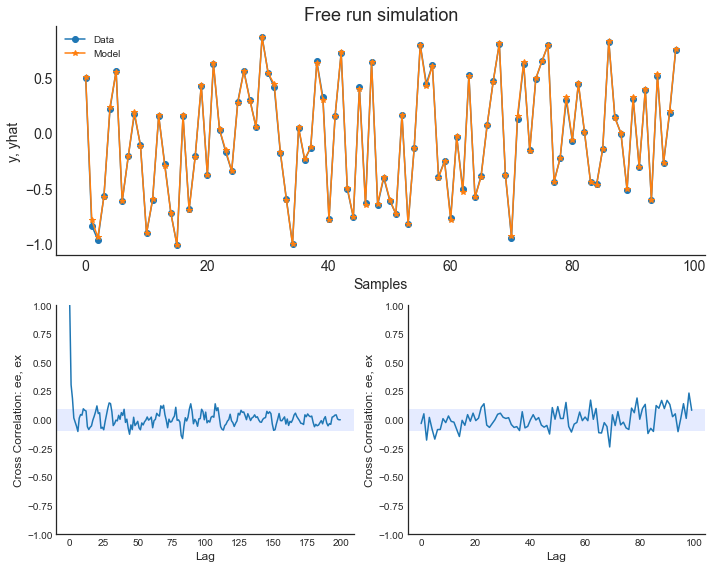 Free run simulation
Data
Model
y, yhat
0.5
0.0
−0.5
−1.0
0 20 40 60 80 100
Samples
Cross Correlation: ee, ex
1.00
0.75
0.50
0.25
0.00
−0.25
−0.50
−0.75
−1.00
0 25 50 75 100 125 150 175 200
Lag
Cross Correlation: ee, ex
1.00
0.75
0.50
0.25
0.00
−0.25
−0.50
−0.75
−1.00
0 20 40 60 80 100
Lag